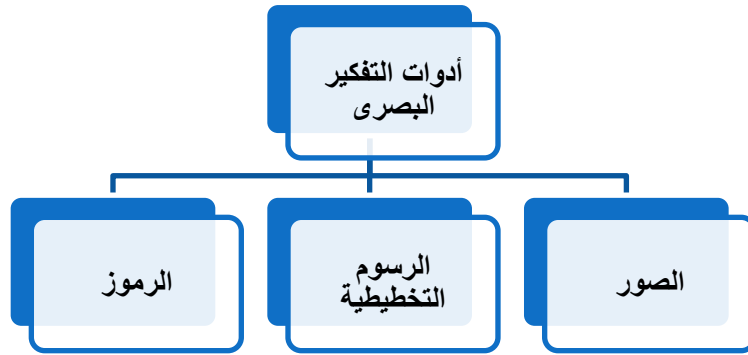 أدوات التفكير
البصرى
الصور
الرسوم
التخطيطية
الرموز